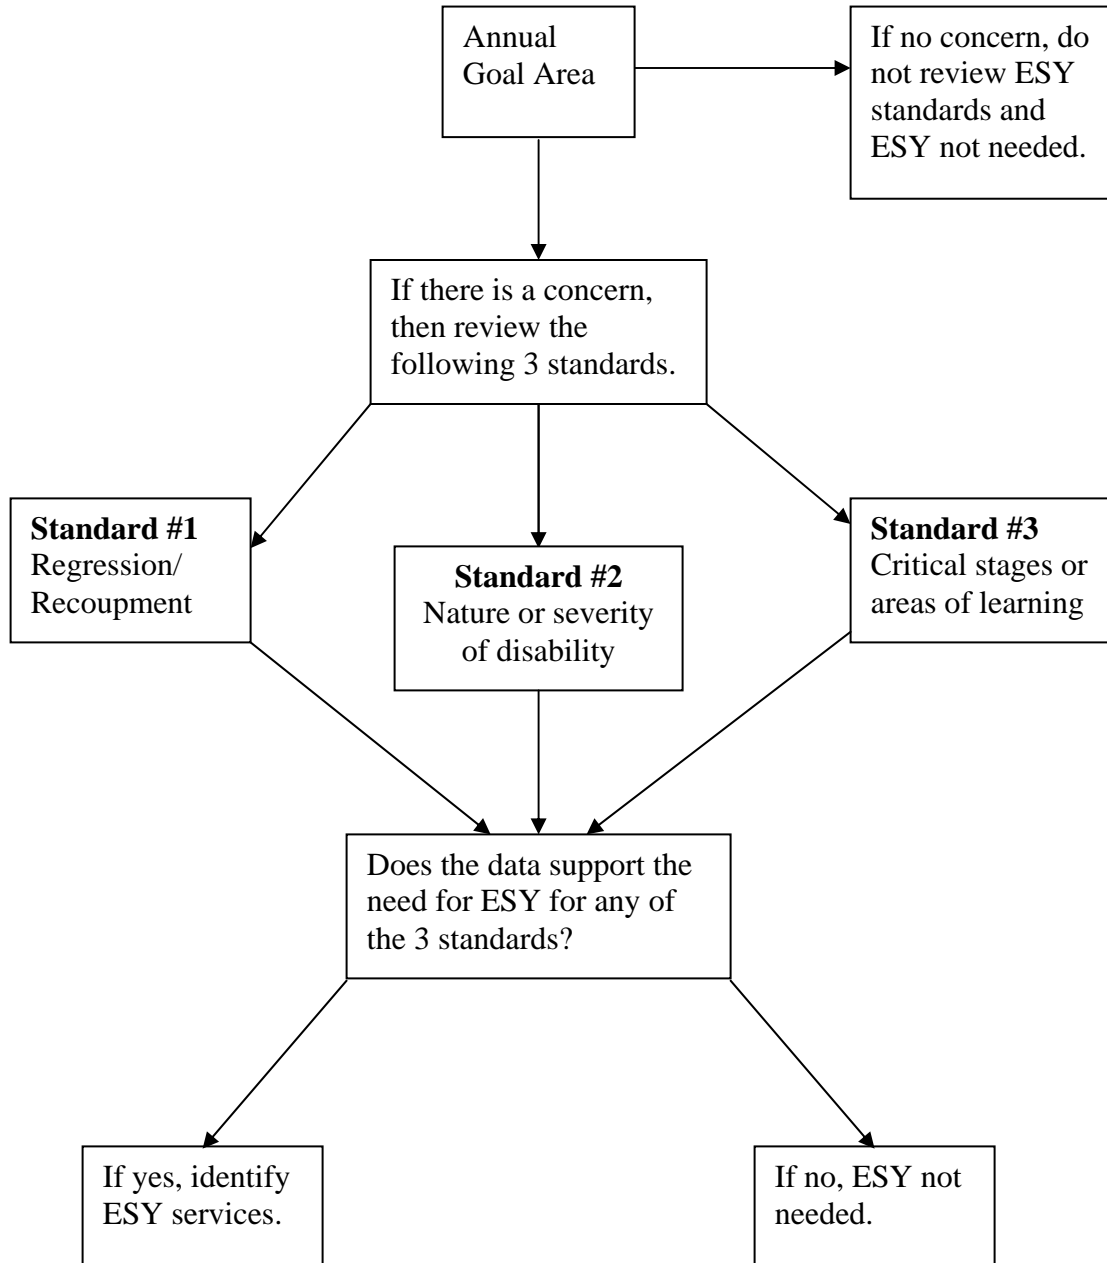 Annual
Goal Area
If no concern, do
not review ESY
standards and
ESY not needed.
If there is a concern,
then review the
following 3 standards.
Standard #1
Regression/
Recoupment
Standard #2
Nature or severity
of disability
Standard #3
Critical stages or
areas of learning
Does the data support the
need for ESY for any of
the 3 standards?
If yes, identify
ESY services.
If no, ESY not
needed.